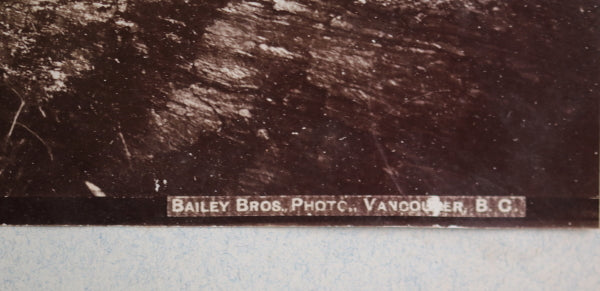 BAILEY BROS., PHOTO., VANCOUVER, B. C.